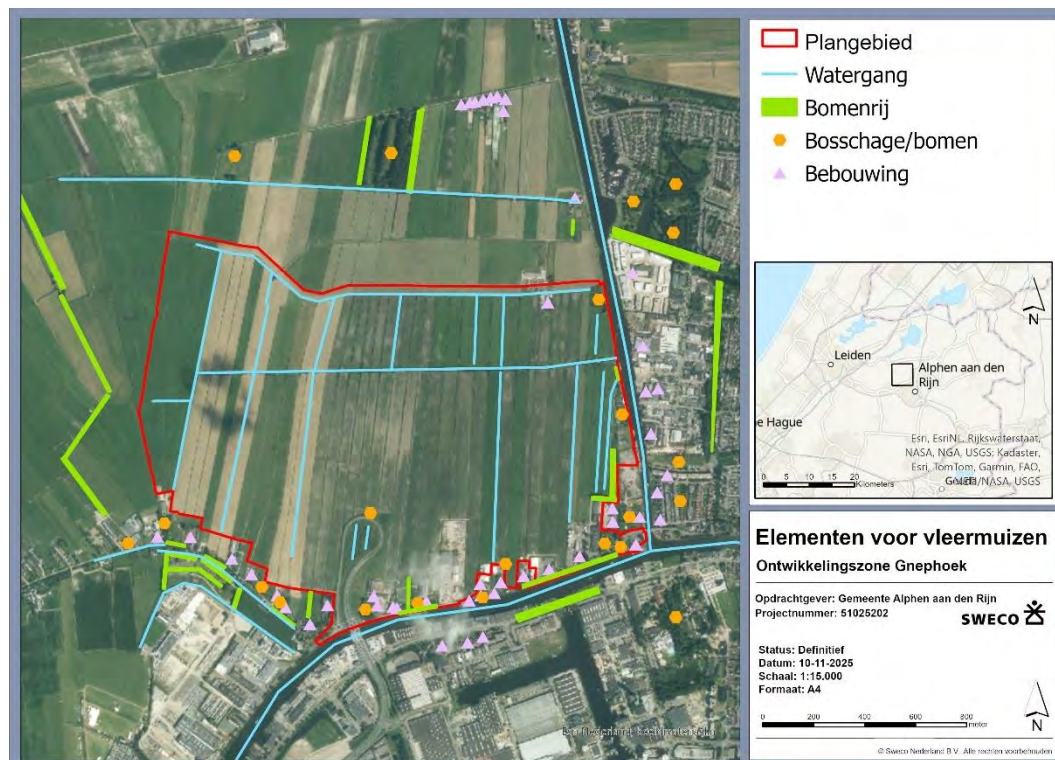 Plangebied
Watergang
Bomenrij
Bosschage/bomen
Bebouwing
N
Leiden
Alphen aan den
Rijn
he Hague
Esri, EsriNL, Rijkswaterstaat,
NASA, NGA, USGS; Kadaster,
Esri, TomTom, Garmin, FAO,
/NASA, USGS
0 5 10 15 20
Kilometers
Elementen voor vleermuizen
Ontwikkelingszone Gnephoek
Opdrachtgever: Gemeente Alphen aan den Rijn
Projectnummer: 51025202
SWECO
Status: Definitief
Datum: 10-11-2025
Schaal: 1:15.000
Formaat: A4
0 200 400 600 800
meter
N
© Sweco Nederland B.V. Alle rechten voorbehouden